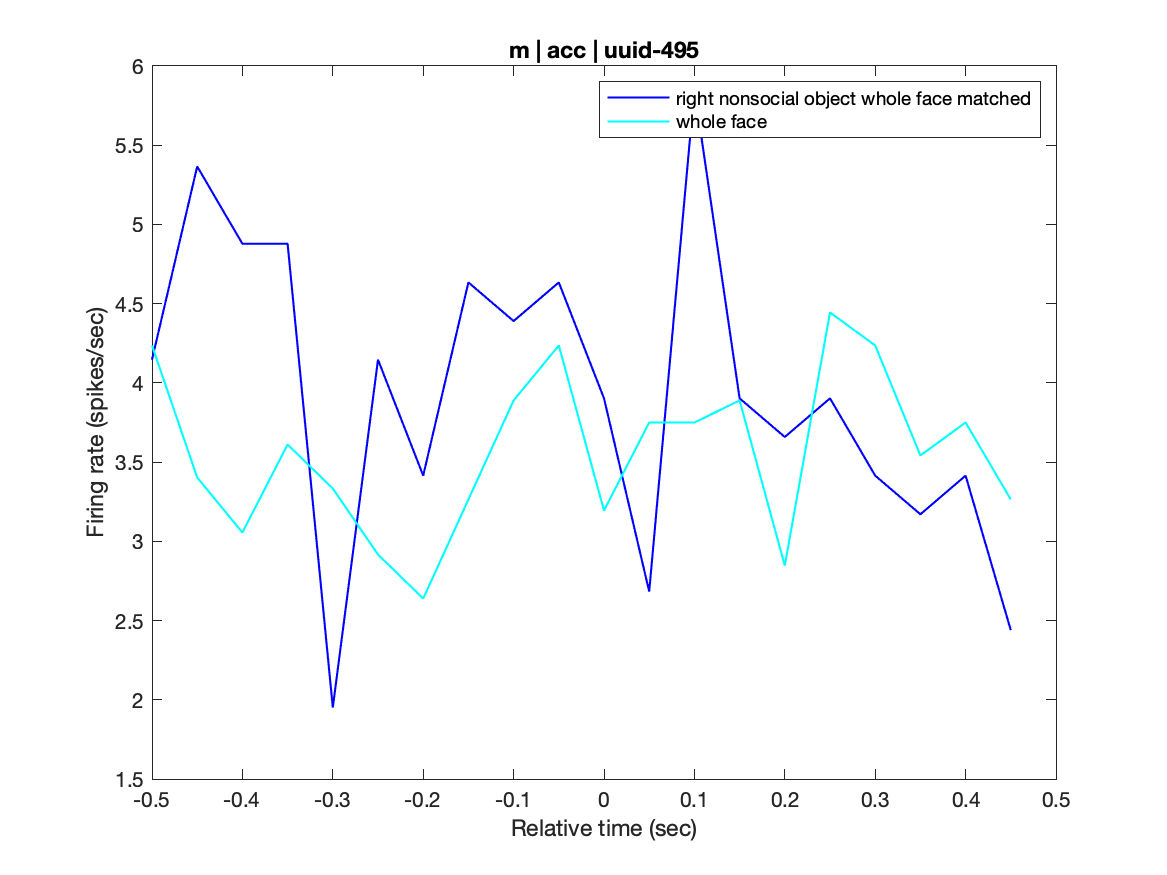 m | acc | uuid-495
6
right nonsocial object whole face matched
whole face
5.5
5
4.5
4
3.5
3
2.5
2
1.5
Firing rate (spikes/sec)
-0.5 -0.4 -0.3 -0.2 -0.1 0 0.1 0.2 0.3 0.4 0.5
Relative time (sec)